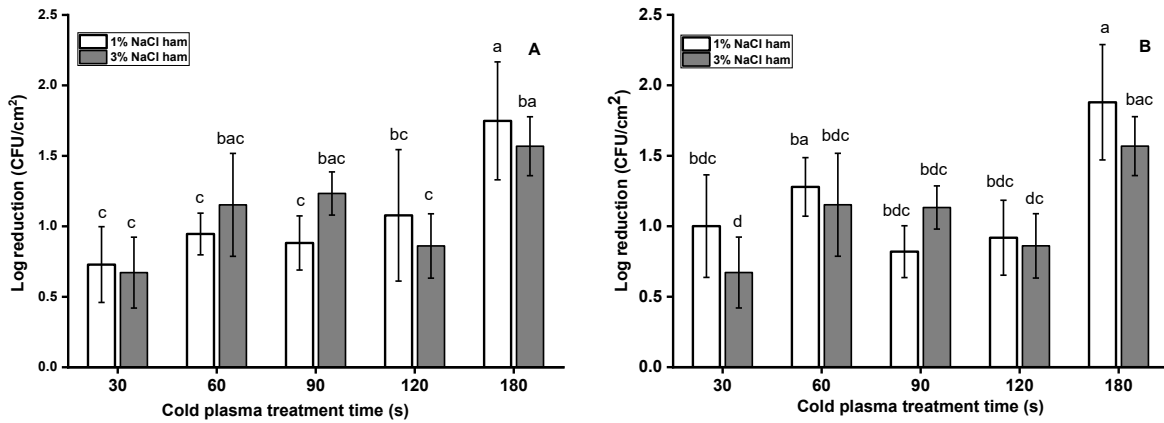 2.5
2.0
1.5
1.0
0.5
0.0
Log reduction (CFU/cm²)
1% NaCl ham
3% NaCl ham
A
c
c
c
bac
c
bac
bc
c
a
ba
30
60
90
120
180
Cold plasma treatment time (s)
2.5
2.0
1.5
1.0
0.5
0.0
Log reduction (CFU/cm²)
1% NaCl ham
3% NaCl ham
B
bdc
d
ba
bdc
bdc
bdc
bdc
dc
a
bac
30
60
90
120
180
Cold plasma treatment time (s)